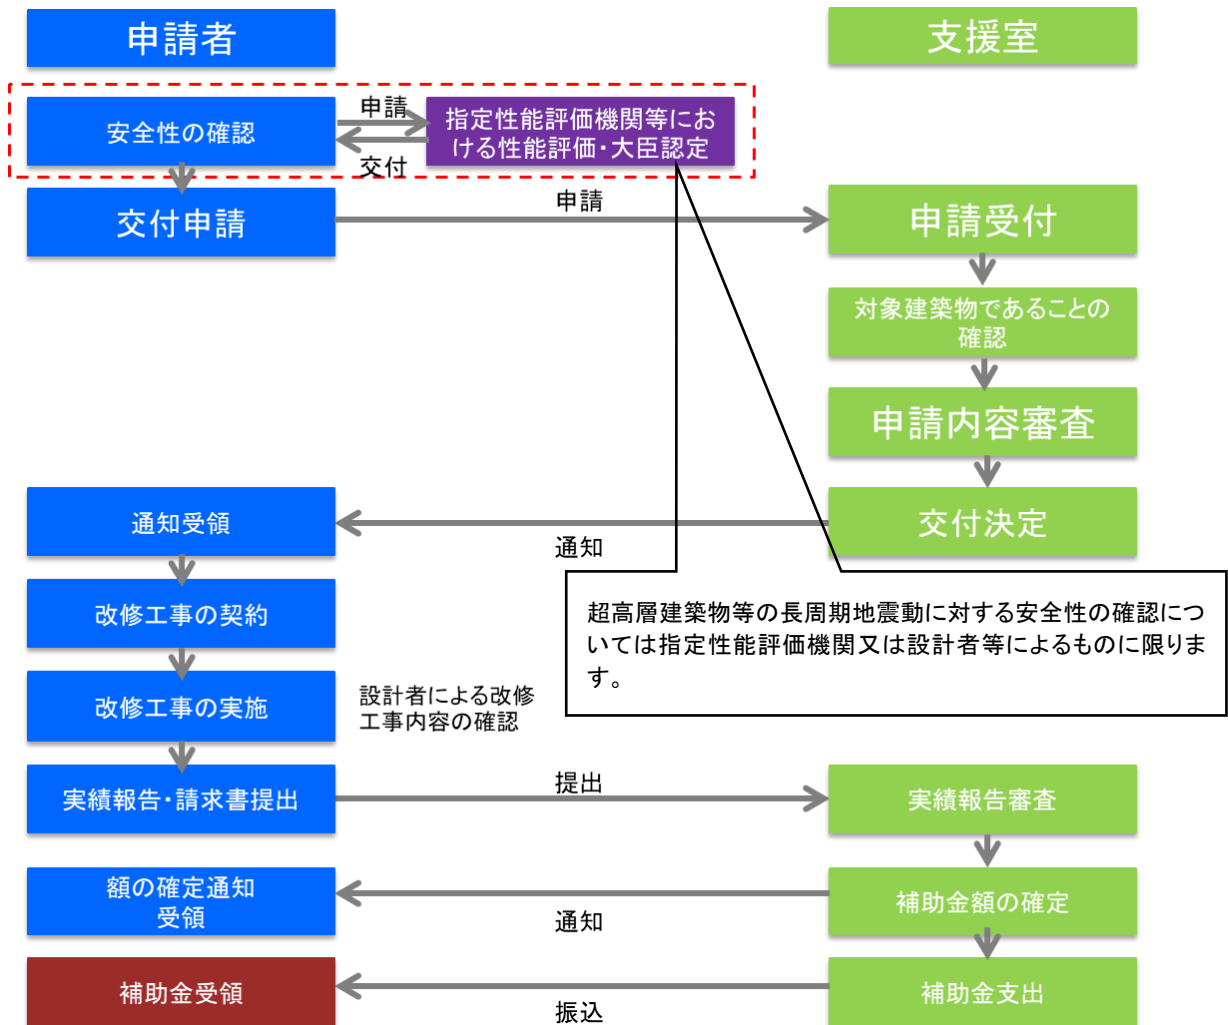 申請者
支援室
安全性の確認
申請
交付
指定性能評価機関等にお
ける性能評価・大臣認定
交付申請
申請
申請受付
対象建築物であることの
確認
申請内容審査
交付決定
通知
通知受領
超高層建築物等の長周期地震動に対する安全性の確認につ
いては指定性能評価機関又は設計者等によるものに限りま
す。
改修工事の契約
改修工事の実施
設計者による改修
工事内容の確認
実績報告・請求書提出
提出
実績報告審査
額の確定通知
受領
通知
補助金額の確定
補助金受領
振込
補助金支出